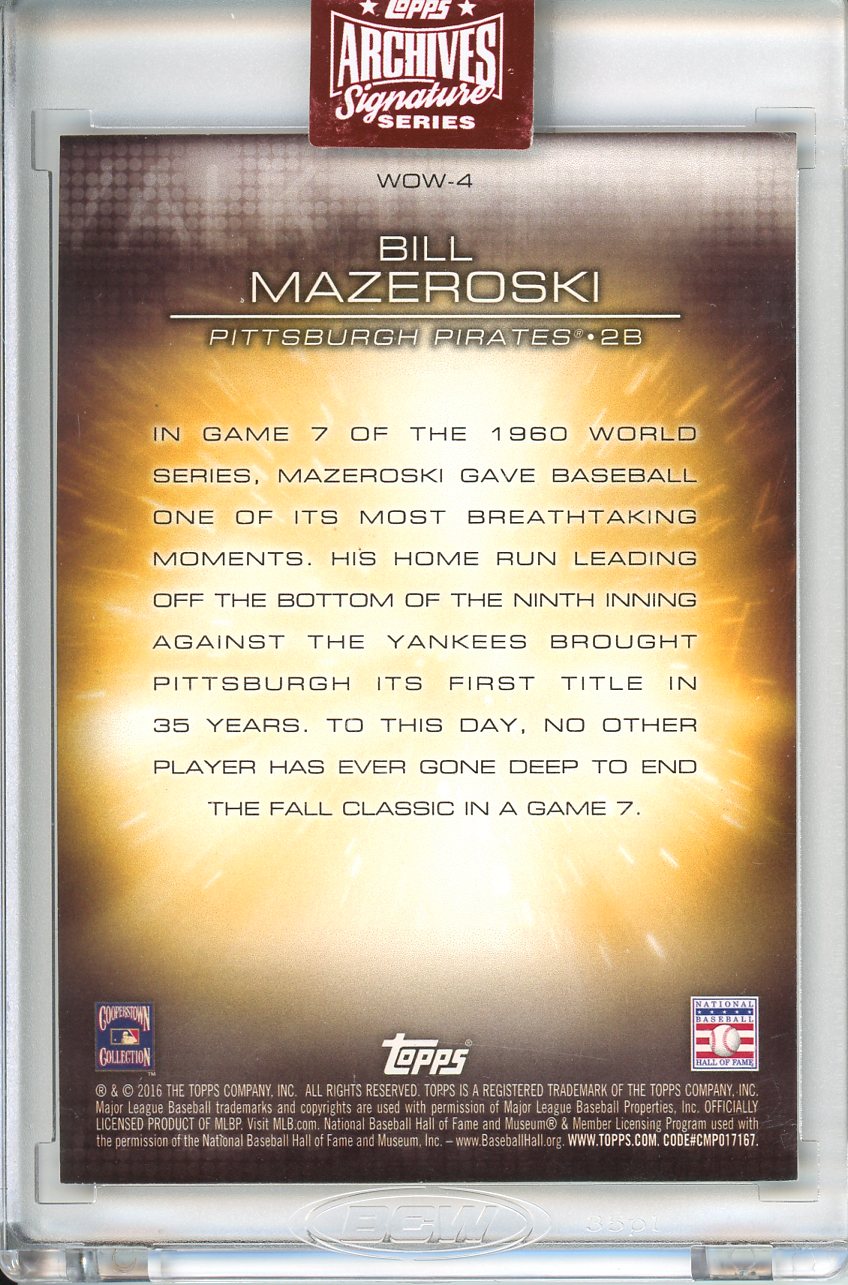 Topps
ARCHIVES
Signature
SERIES
WOW-4
BILL
MAZEROSKI
PITTSBURGH PIRATES®•2B
IN GAME 7 OF THE 1960 WORLD
SERIES, MAZEROSKI GAVE BASEBALL
ONE OF ITS MOST BREATHTAKING
MOMENTS. HIS HOME RUN LEADING
OFF THE BOTTOM OF THE NINTH INNING
AGAINST THE YANKEES BROUGHT
PITTSBURGH ITS FIRST TITLE IN
35 YEARS. TO THIS DAY, NO OTHER
PLAYER HAS EVER GONE DEEP TO END
THE FALL CLASSIC IN A GAME 7.
COOPERSTOWN
COLLECTION™
Topps®
NATIONAL
BASEBALL
HALL OF FAME
® & © 2016 THE TOPPS COMPANY, INC. ALL RIGHTS RESERVED. TOPPS IS A REGISTERED TRADEMARK OF THE TOPPS COMPANY, INC.
Major League Baseball trademarks and copyrights are used with permission of Major League Baseball Properties, Inc. OFFICIALLY
LICENSED PRODUCT OF MLBP. Visit MLB.com. National Baseball Hall of Fame and Museum® & Member Licensing Program used with
the permission of the National Baseball Hall of Fame and Museum, Inc. – www.BaseballHall.org. WWW.TOPPS.COM. CODE#CMP017167.
BCW 35pt